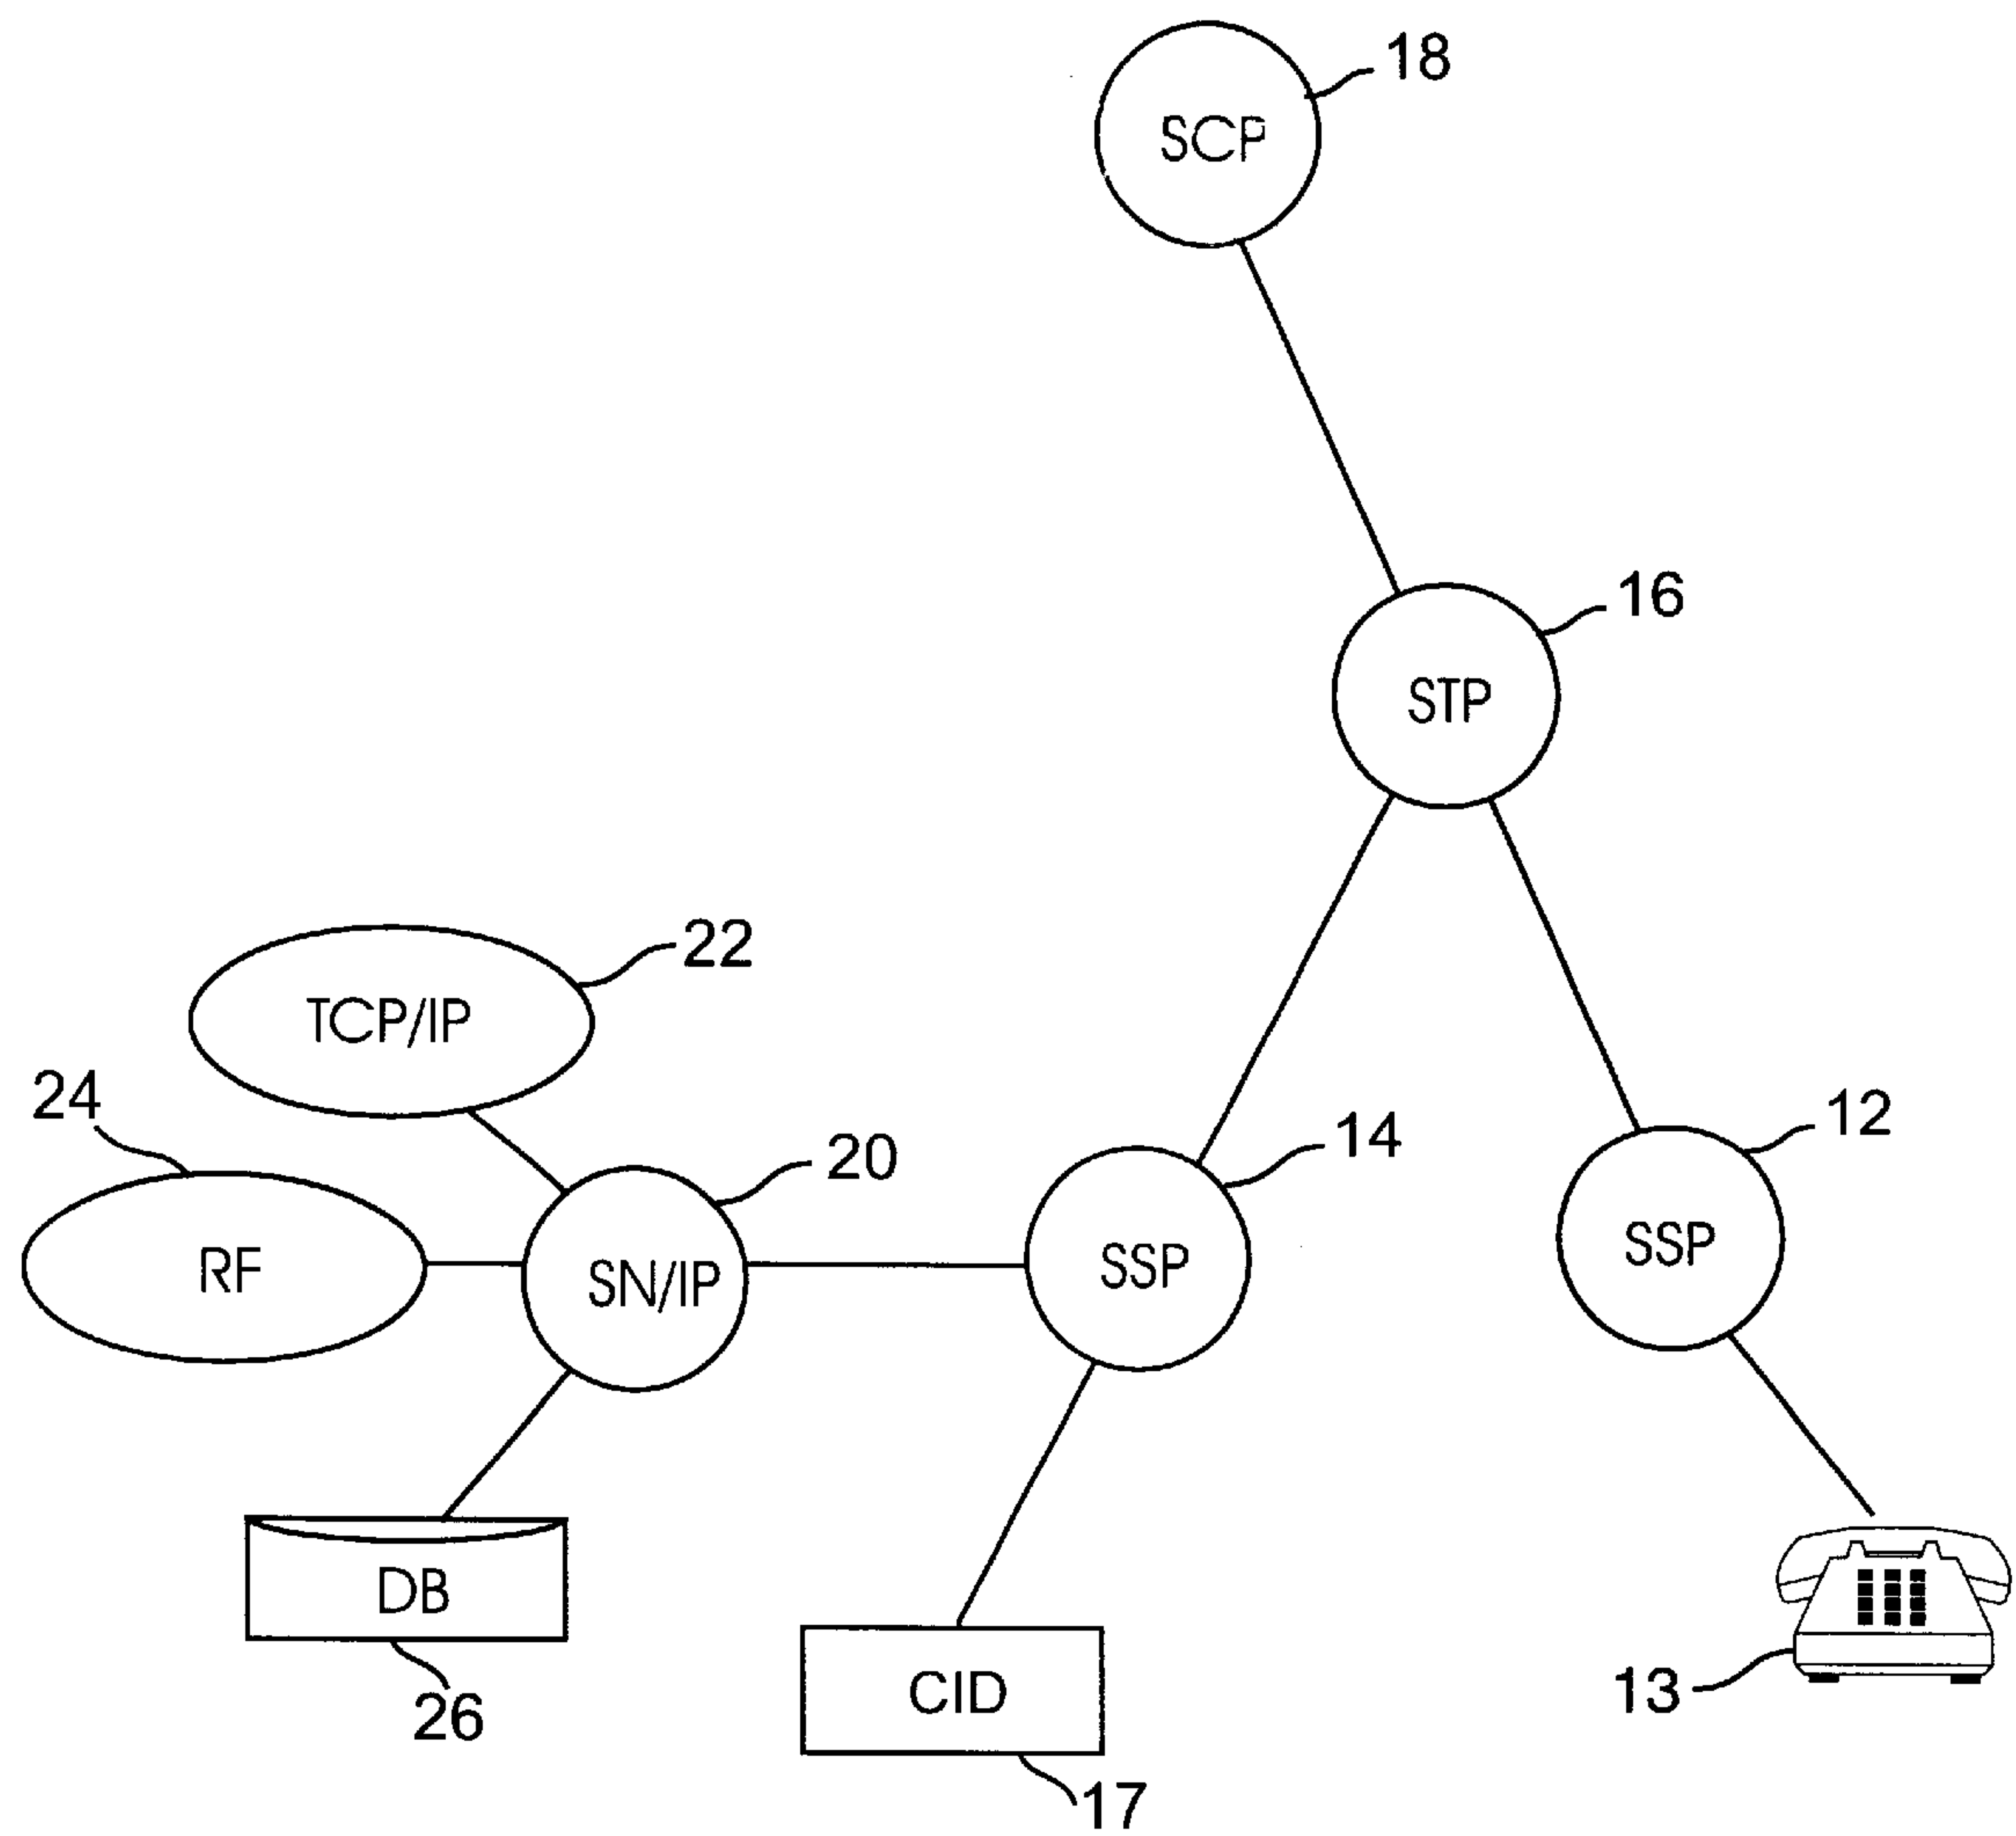 18
SCP
16
STP
22
TCP/IP
24
RF
20
SN/IP
14
SSP
12
SSP
DB
26
CID
17
13